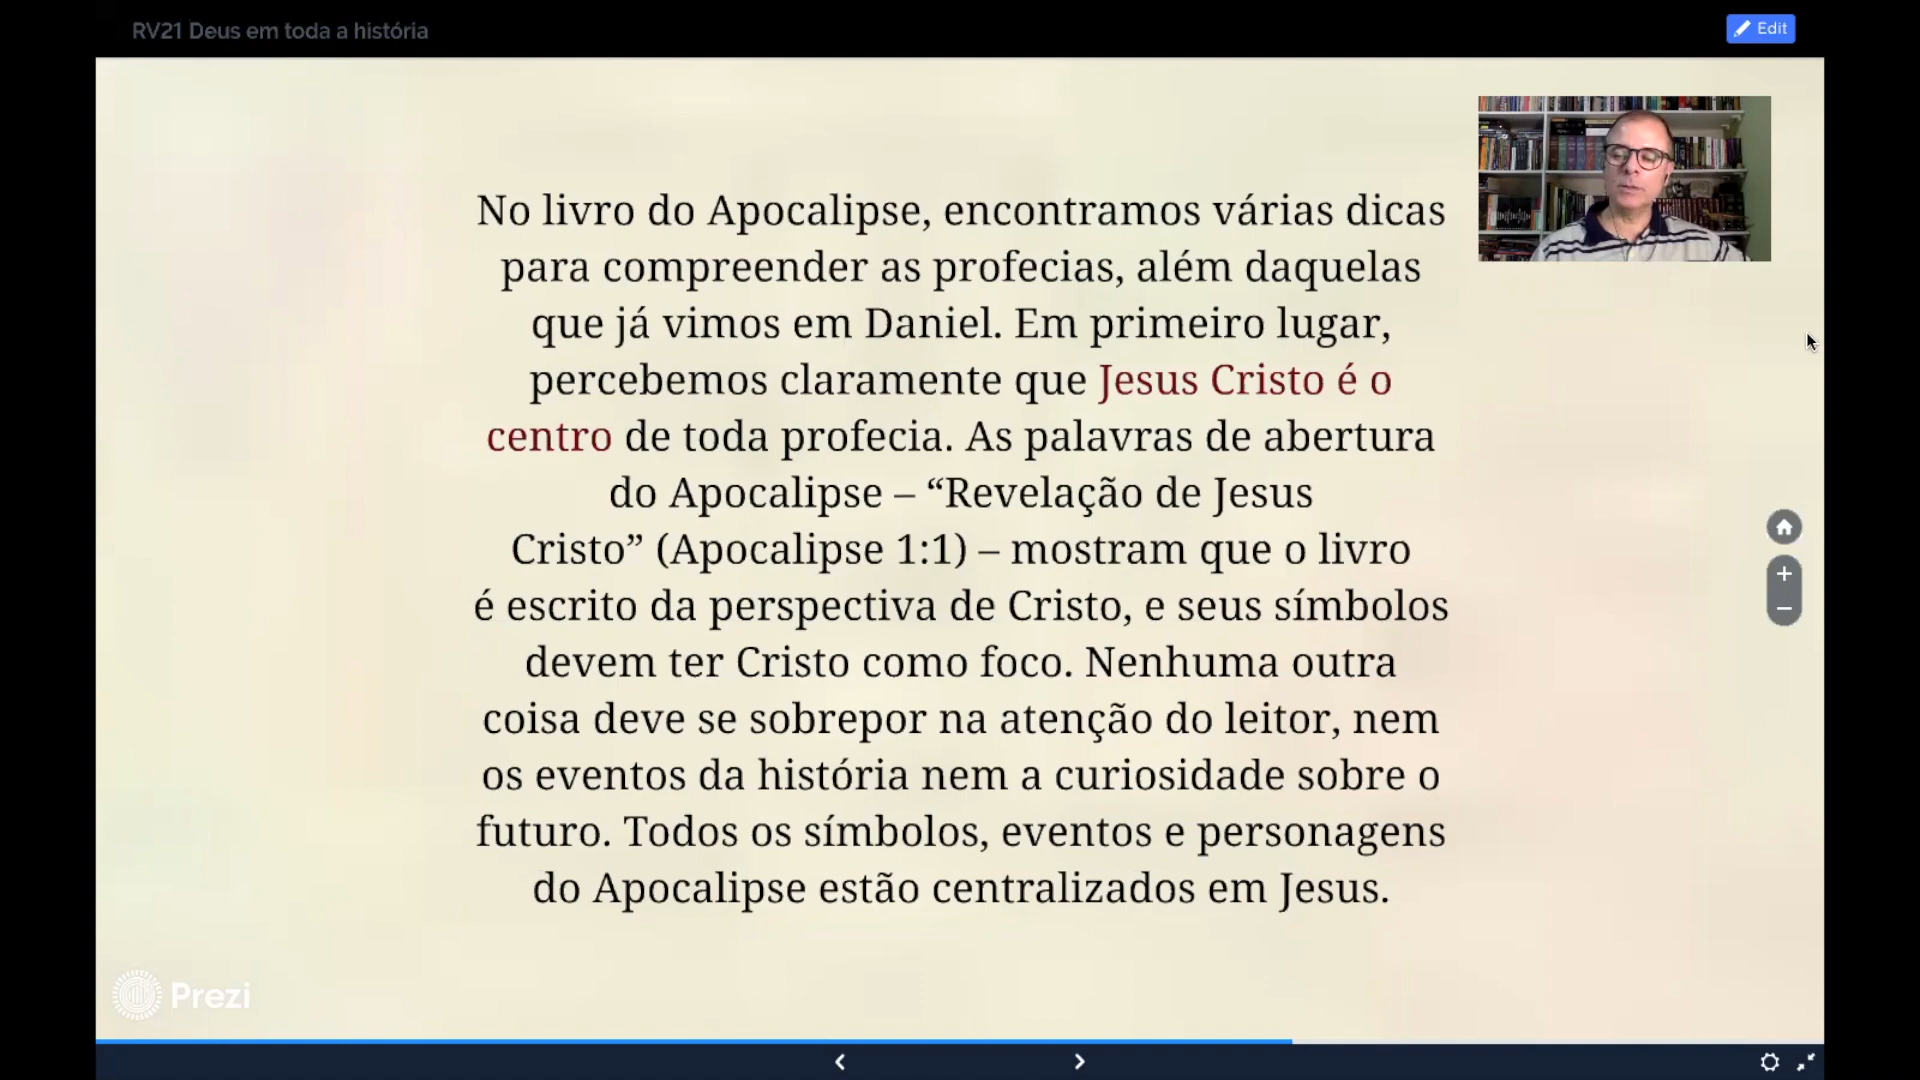 RV21 Deus em toda a história
Edit
No livro do Apocalipse, encontramos várias dicas
para compreender as profecias, além daquelas
que já vimos em Daniel. Em primeiro lugar,
percebemos claramente que Jesus Cristo é o
centro de toda profecia. As palavras de abertura
do Apocalipse – “Revelação de Jesus
Cristo” (Apocalipse 1:1) – mostram que o livro
é escrito da perspectiva de Cristo, e seus símbolos
devem ter Cristo como foco. Nenhuma outra
coisa deve se sobrepor na atenção do leitor, nem
os eventos da história nem a curiosidade sobre o
futuro. Todos os símbolos, eventos e personagens
do Apocalipse estão centralizados em Jesus.
Prezi